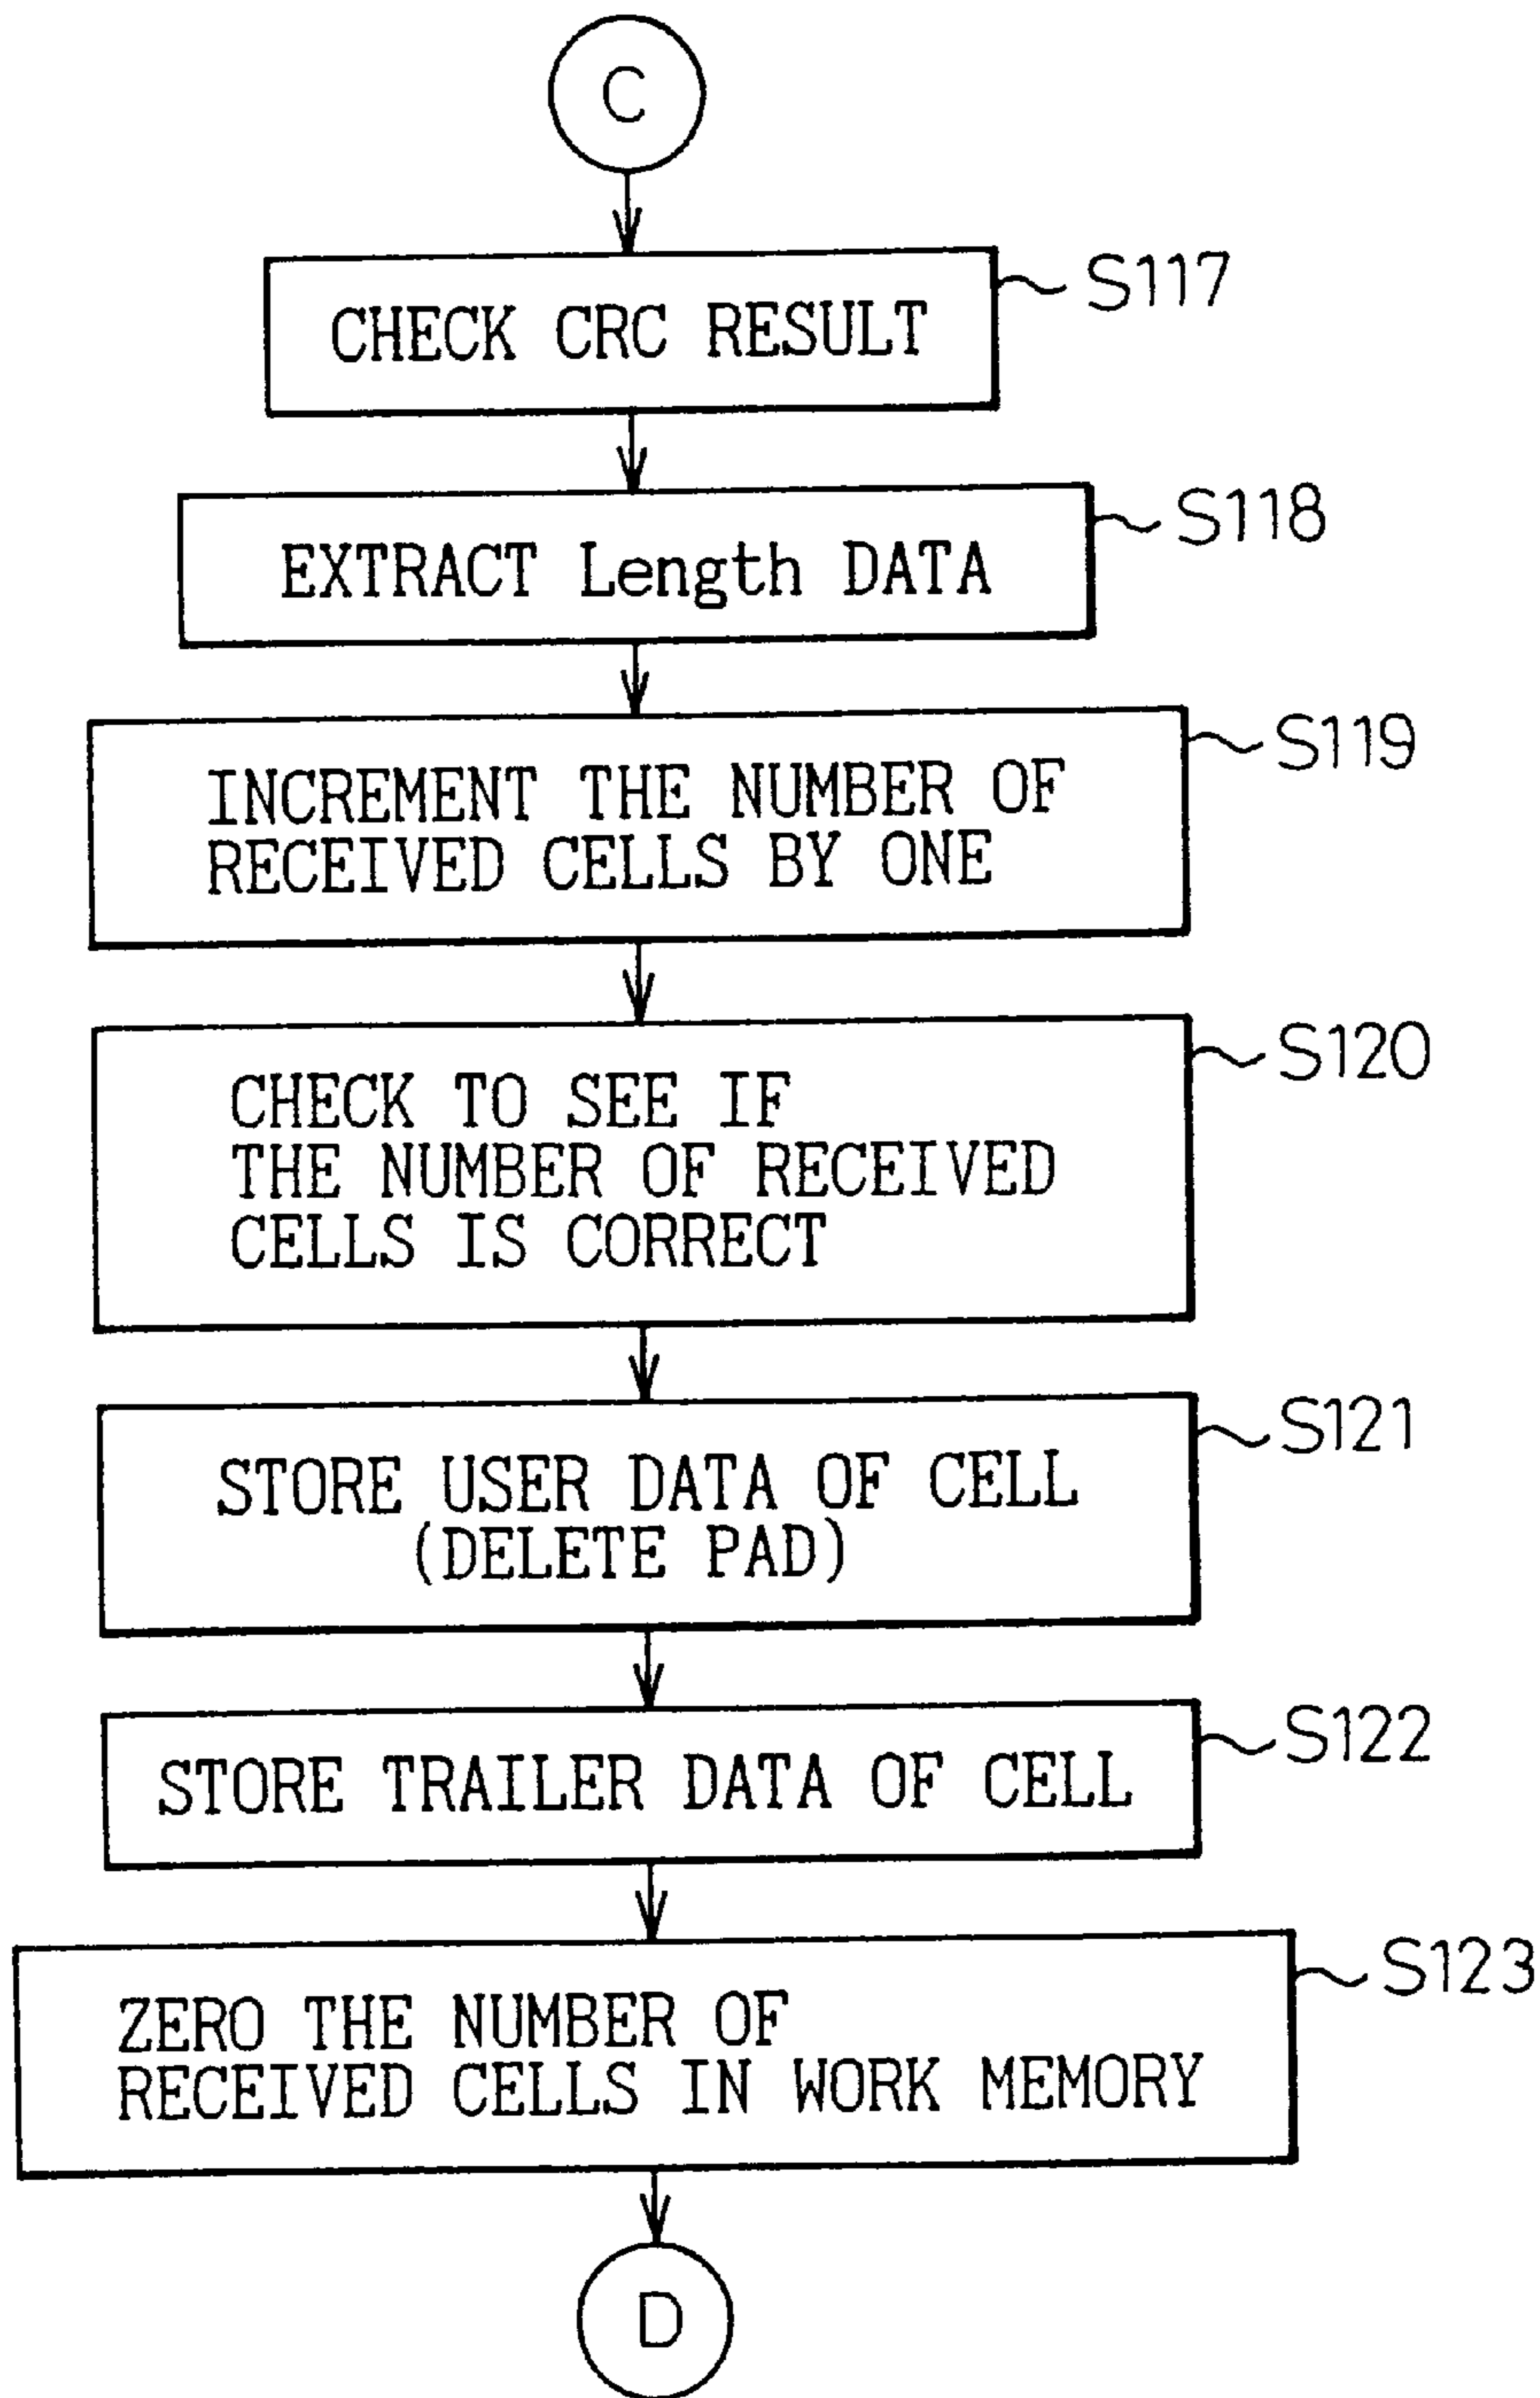 C
S117
CHECK CRC RESULT
S118
EXTRACT Length DATA
S119
INCREMENT THE NUMBER OF
RECEIVED CELLS BY ONE
S120
CHECK TO SEE IF
THE NUMBER OF RECEIVED
CELLS IS CORRECT
S121
STORE USER DATA OF CELL
(DELETE PAD)
S122
STORE TRAILER DATA OF CELL
S123
ZERO THE NUMBER OF
RECEIVED CELLS IN WORK MEMORY
D